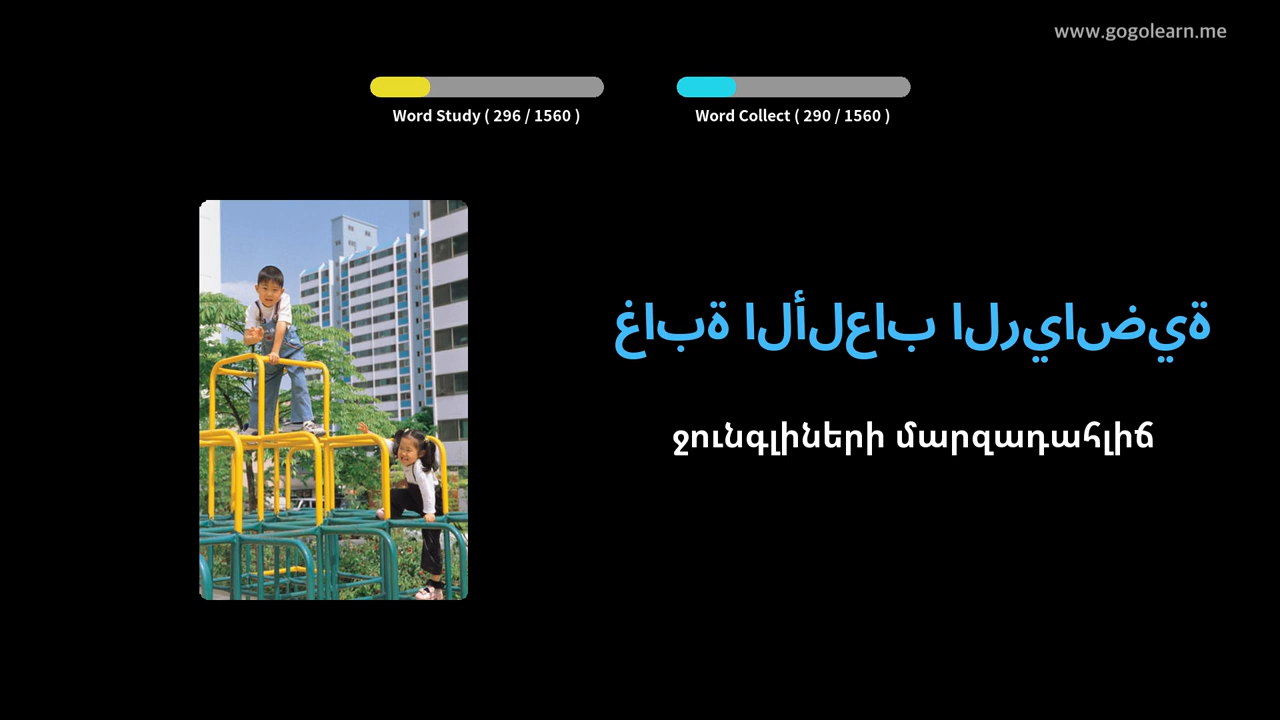 www.gogolearn.me
Word Study ( 296 / 1560 )
Word Collect ( 290 / 1560 )
غابة الألعاب الرياضية
ջունգլիների մարզադահլիճ